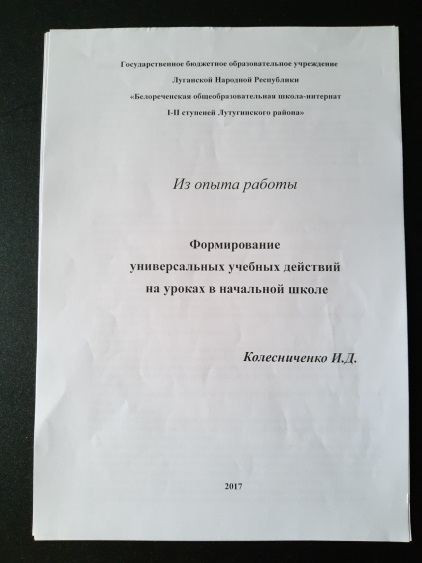 Государственное бюджетное образовательное учреждение
Луганской Народной Республики
«Белореченская общеобразовательная школа-интернат
I-II ступеней Лутугинского района»
Из опыта работы
Формирование
универсальных учебных действий
на уроках в начальной школе
Колесниченко И.Д.
2017